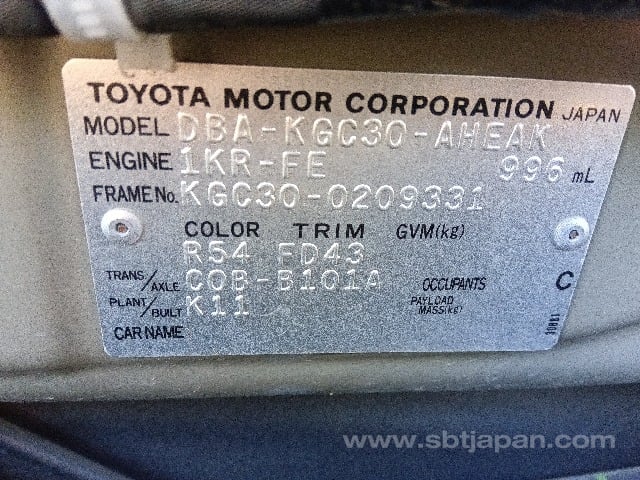 TOYOTA MOTOR CORPORATION JAPAN
MODEL DBA-KGC30-AHEAK
ENGINE 1KR-FE 996 mL
FRAME No. KGC30-0209331
COLOR TRIM GVM(kg)
R54 FD43
TRANS/AXLE COB-B101A OCCUPANTS C
PLANT/BUILT K11 PAYLOAD MASS(kg)
CAR NAME
www.sbtjapan.com